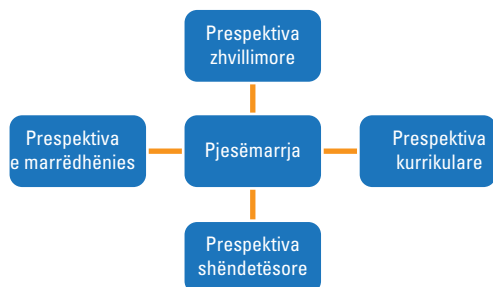 Prespektiva
zhvillimore
Prespektiva
e marrëdhënies
Pjesëmarrja
Prespektiva
kurrikulare
Prespektiva
shëndetësore